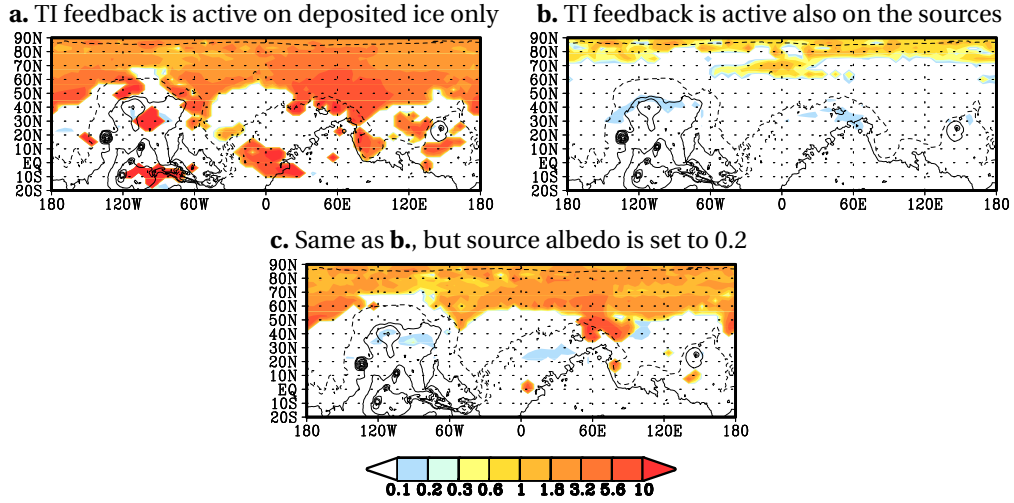 a. TI feedback is active on deposited ice only
b. TI feedback is active also on the sources
90N
80N
70N
60N
50N
40N
30N
20N
10N
EQ
10S
20S
180 120W 60W 0 60E 120E 180
90N
80N
70N
60N
50N
40N
30N
20N
10N
EQ
10S
20S
180 120W 60W 0 60E 120E 180
c. Same as b., but source albedo is set to 0.2
90N
80N
70N
60N
50N
40N
30N
20N
10N
EQ
10S
20S
180 120W 60W 0 60E 120E 180
0.1 0.2 0.3 0.6 1 1.8 3.2 5.6 10